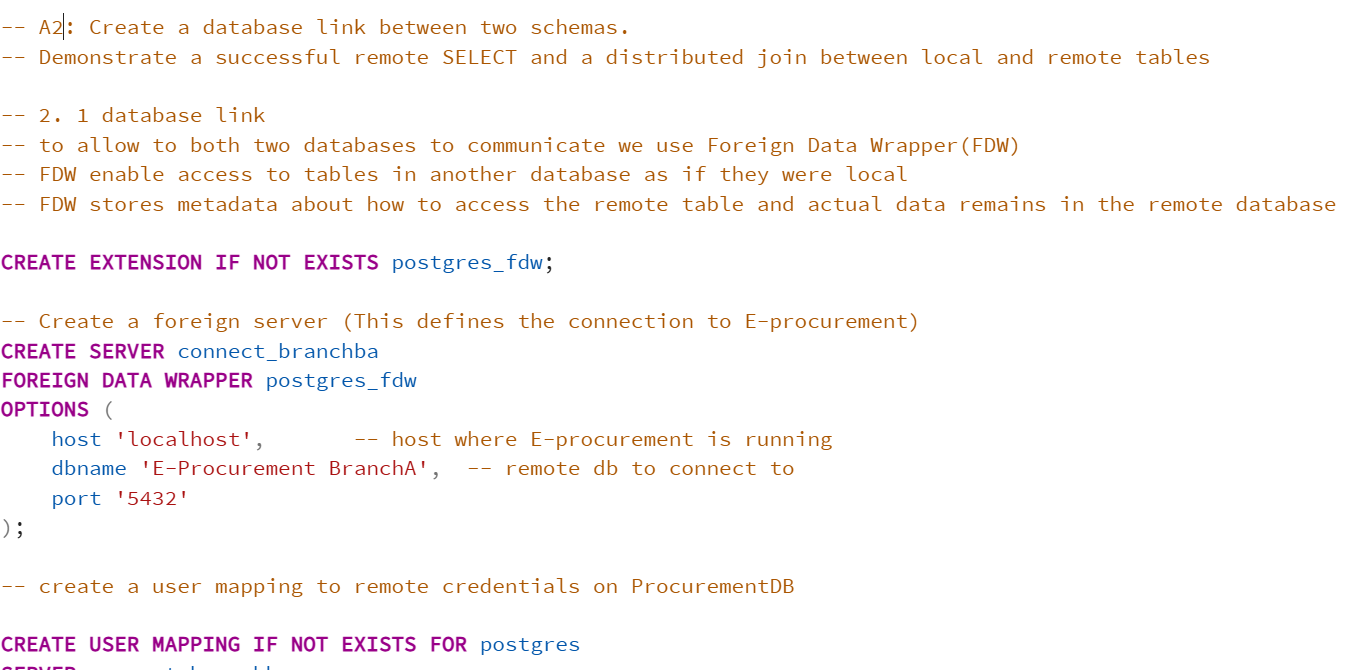 -- A2: Create a database link between two schemas.
-- Demonstrate a successful remote SELECT and a distributed join between local and remote tables
-- 2. 1 database link
-- to allow to both two databases to communicate we use Foreign Data Wrapper(FDW)
-- FDW enable access to tables in another database as if they were local
-- FDW stores metadata about how to access the remote table and actual data remains in the remote database
CREATE EXTENSION IF NOT EXISTS postgres_fdw;
-- Create a foreign server (This defines the connection to E-procurement)
CREATE SERVER connect_branchba
FOREIGN DATA WRAPPER postgres_fdw
OPTIONS (
    host 'localhost',       -- host where E-procurement is running
    dbname 'E-Procurement BranchA',  -- remote db to connect to
    port '5432'
);
-- create a user mapping to remote credentials on ProcurementDB
CREATE USER MAPPING IF NOT EXISTS FOR postgres